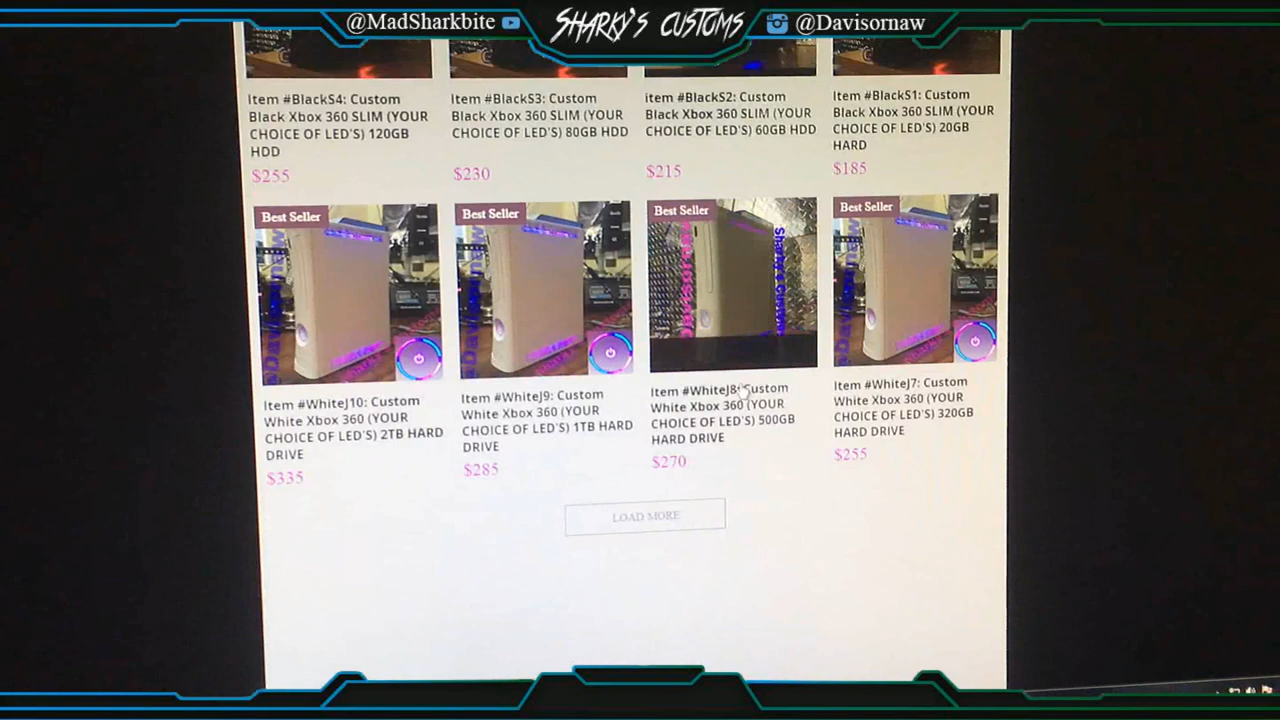 @MadSharkbite
SHARKY'S CUSTOMS
@Davisornaw
Item #BlackS4: Custom
Black Xbox 360 SLIM (YOUR
CHOICE OF LED'S) 120GB
HDD
$255
Item #BlackS3: Custom
Black Xbox 360 SLIM (YOUR
CHOICE OF LED'S) 80GB HDD
$230
item #BlackS2: Custom
Black Xbox 360 SLIM (YOUR
CHOICE OF LED'S) 60GB HDD
$215
Item #BlackS1: Custom
Black Xbox 360 SLIM (YOUR
CHOICE OF LED'S) 20GB
HARD
$185
Best Seller
@Davisornaw
Best Seller
@Davisornaw
Best Seller
Davisornaw
Sharky's Customs
Best Seller
@Davisornaw
Item #WhiteJ10: Custom
White Xbox 360 (YOUR
CHOICE OF LED'S) 2TB HARD
DRIVE
$335
Item #WhiteJ9: Custom
White Xbox 360 (YOUR
CHOICE OF LED'S) 1TB HARD
DRIVE
$285
Item #WhiteJ8: Custom
White Xbox 360 (YOUR
CHOICE OF LED'S) 500GB
HARD DRIVE
$270
Item #WhiteJ7: Custom
White Xbox 360 (YOUR
CHOICE OF LED'S) 320GB
HARD DRIVE
$255
LOAD MORE